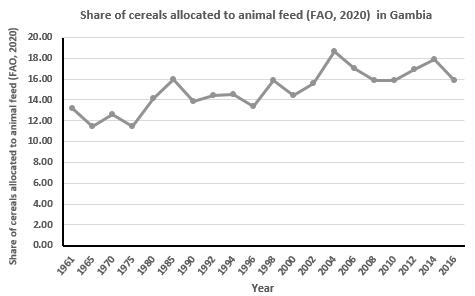 Share of cereals allocated to animal feed (FAO, 2020)  in Gambia
Share of cereals allocated to animal feed (FAO, 2020)
20.00
18.00
16.00
14.00
12.00
10.00
8.00
6.00
4.00
2.00
0.00
1961 1965 1970 1975 1980 1985 1990 1992 1994 1996 1998 2000 2002 2004 2006 2008 2010 2012 2014 2016
Year